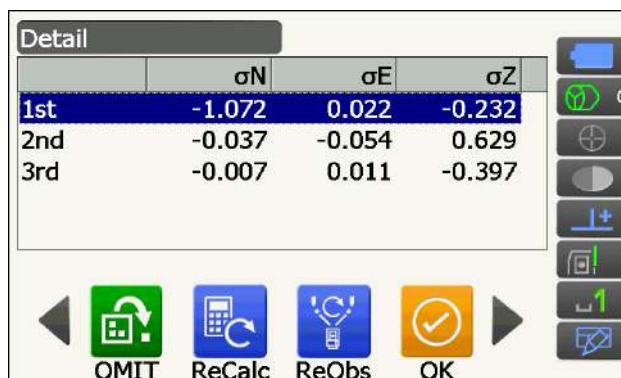 Detail
σN σE σZ
1st -1.072 0.022 -0.232
2nd -0.037 -0.054 0.629
3rd -0.007 0.011 -0.397
OMIT ReCalc ReObs OK